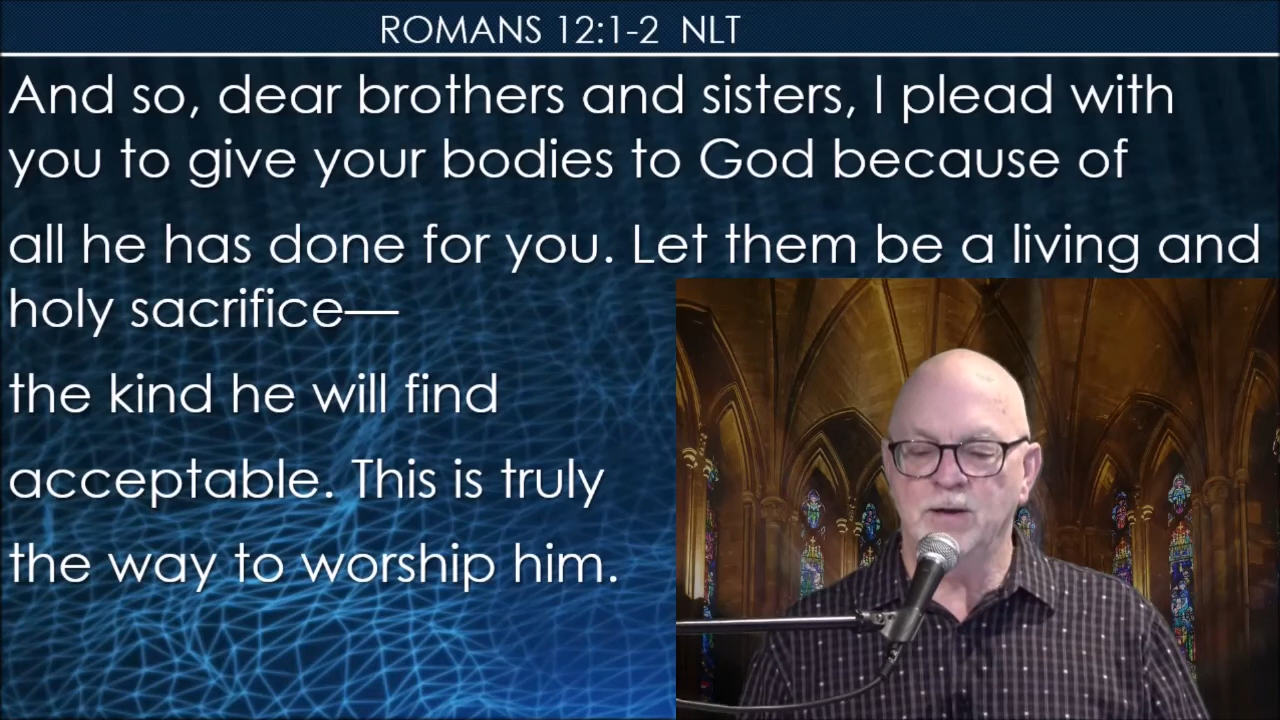 ROMANS 12:1-2 NLT
And so, dear brothers and sisters, I plead with
you to give your bodies to God because of
all he has done for you. Let them be a living and
holy sacrifice—
the kind he will find
acceptable. This is truly
the way to worship him.